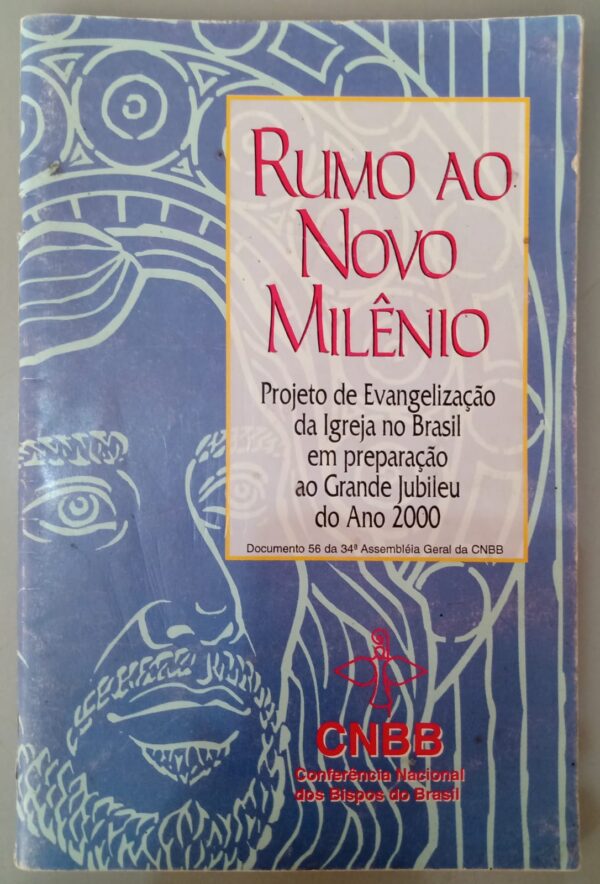 RUMO AO
NOVO
MILÊNIO
Projeto de Evangelização
da Igreja no Brasil
em preparação
ao Grande Jubileu
do Ano 2000
Documento 56 da 34ª Assembléia Geral da CNBB
CNBB
Conferência Nacional
dos Bispos do Brasil